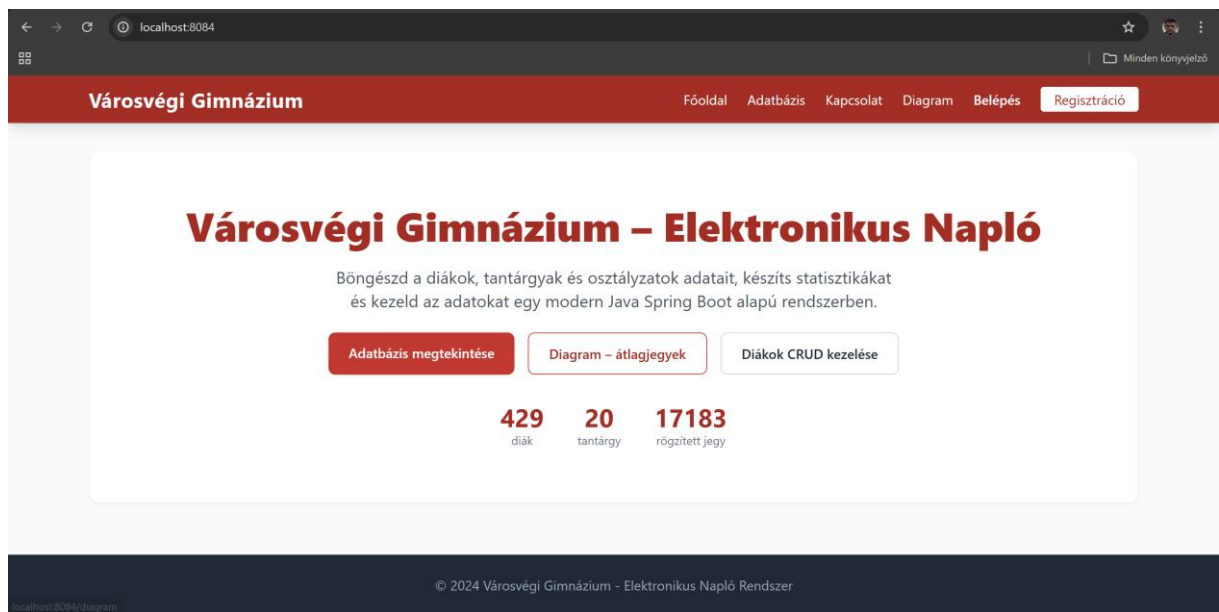 localhost:8084
Minden könyvjelző
Városvégi Gimnázium
Főoldal Adatbázis Kapcsolat Diagram Belépés Regisztráció
Városvégi Gimnázium – Elektronikus Napló
Böngészd a diákok, tantárgyak és osztályzatok adatait, készíts statisztikákat
és kezeld az adatokat egy modern Java Spring Boot alapú rendszerben.
Adatbázis megtekintése Diagram – átlagjegyek Diákok CRUD kezelése
429 20 17183
diák tantárgy rögzített jegy
© 2024 Városvégi Gimnázium - Elektronikus Napló Rendszer
localhost:8084/diagram